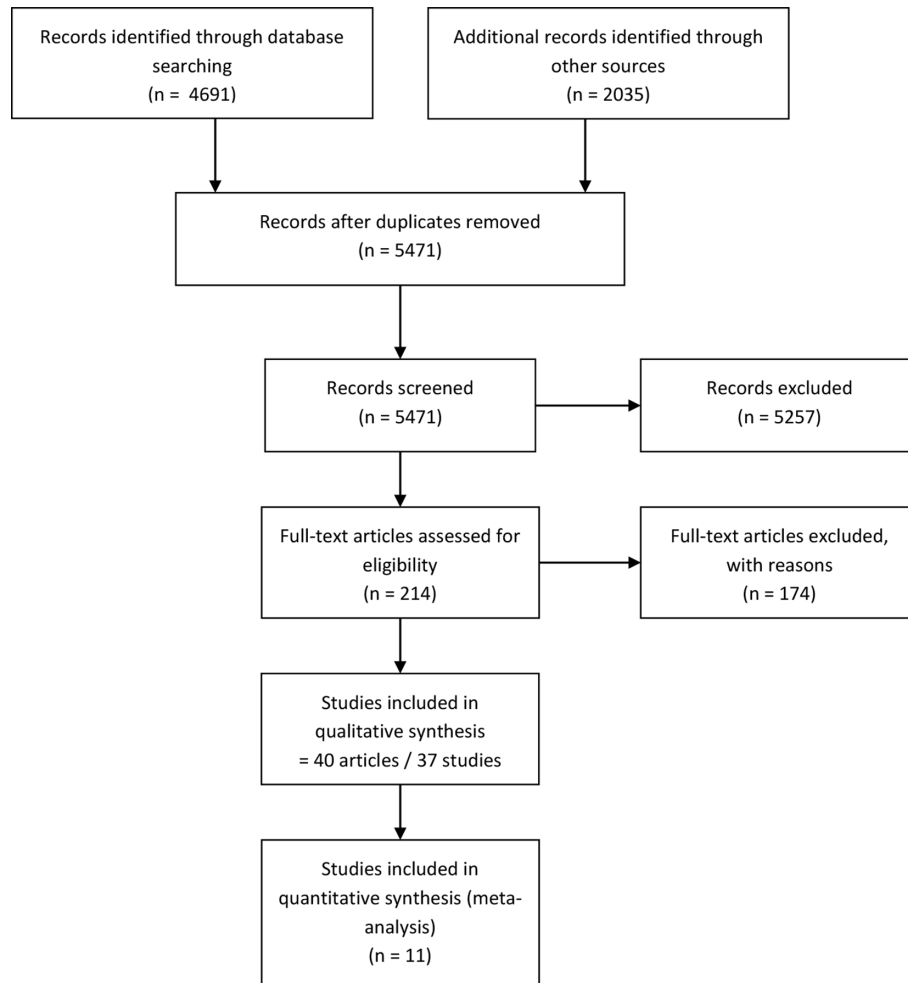 Records identified through database
searching
(n = 4691)
Additional records identified through
other sources
(n = 2035)
Records after duplicates removed
(n = 5471)
Records screened
(n = 5471)
Records excluded
(n = 5257)
Full-text articles assessed for
eligibility
(n = 214)
Full-text articles excluded,
with reasons
(n = 174)
Studies included in
qualitative synthesis
= 40 articles / 37 studies
Studies included in
quantitative synthesis (meta-
analysis)
(n = 11)